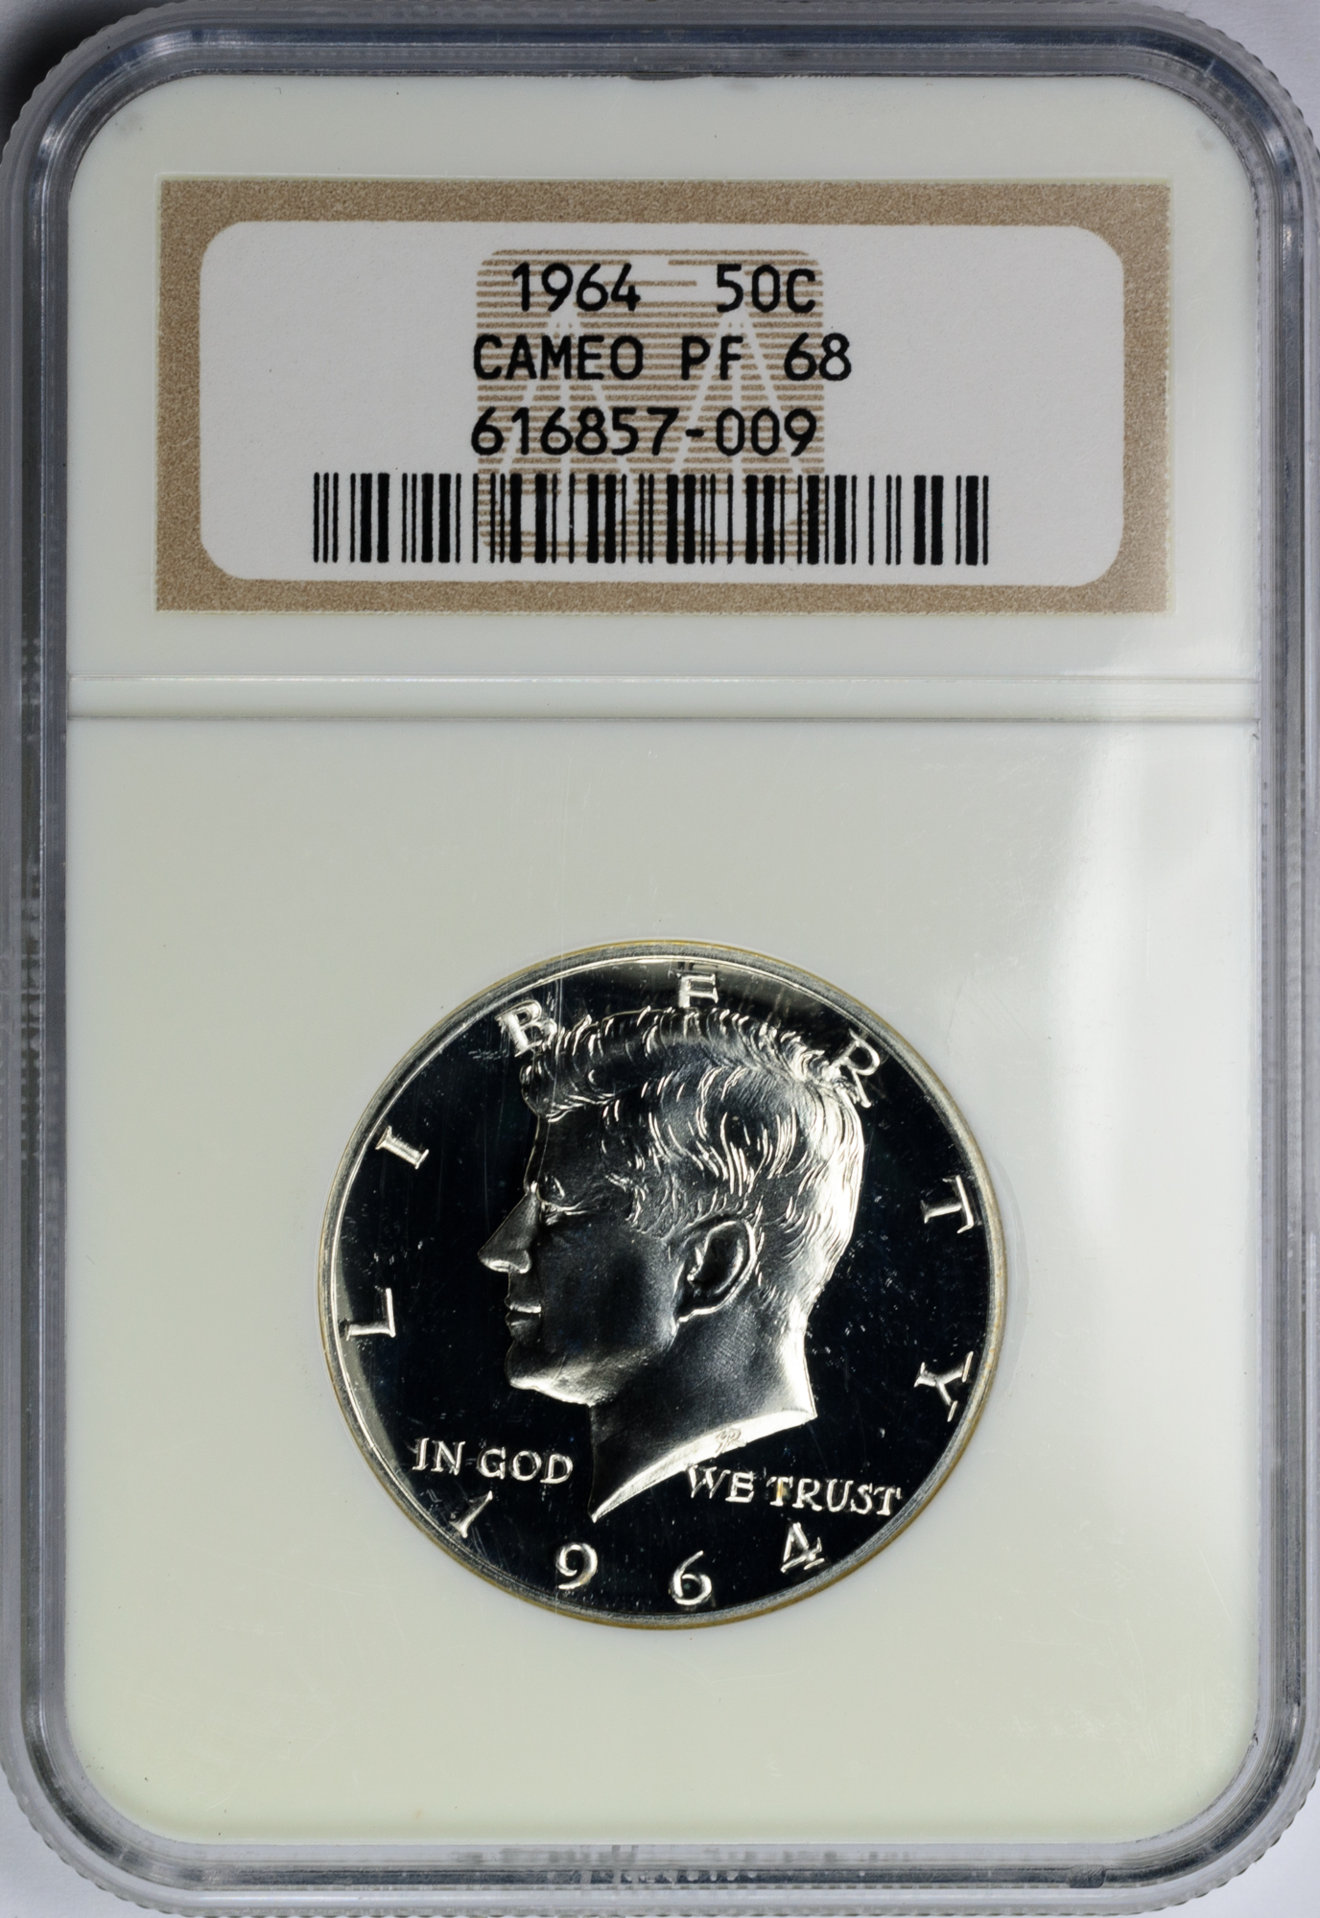 1964 50C
CAMEO PF 68
616857-009
LIBERTY
IN GOD WE TRUST
1964